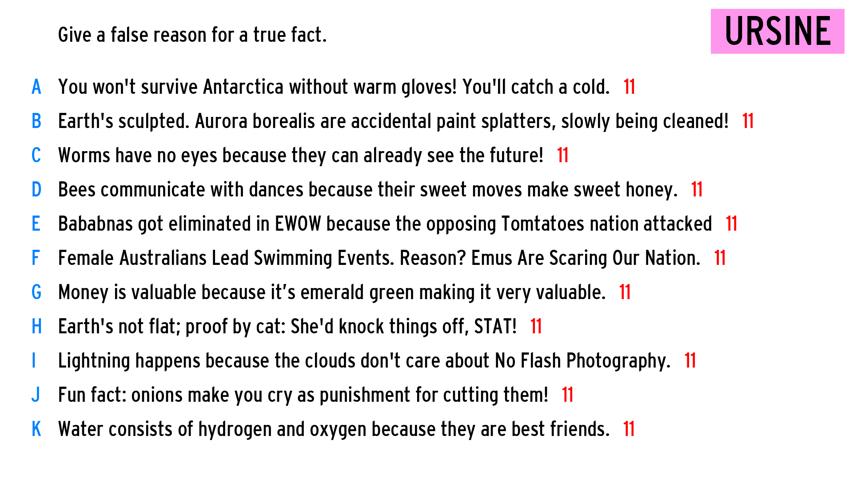 Give a false reason for a true fact.
URSINE
A You won't survive Antarctica without warm gloves! You'll catch a cold. 11
B Earth's sculpted. Aurora borealis are accidental paint splatters, slowly being cleaned! 11
C Worms have no eyes because they can already see the future! 11
D Bees communicate with dances because their sweet moves make sweet honey. 11
E Bababnas got eliminated in EWOW because the opposing Tomtatoes nation attacked 11
F Female Australians Lead Swimming Events. Reason? Emus Are Scaring Our Nation. 11
G Money is valuable because it’s emerald green making it very valuable. 11
H Earth's not flat; proof by cat: She'd knock things off, STAT! 11
I Lightning happens because the clouds don't care about No Flash Photography. 11
J Fun fact: onions make you cry as punishment for cutting them! 11
K Water consists of hydrogen and oxygen because they are best friends. 11